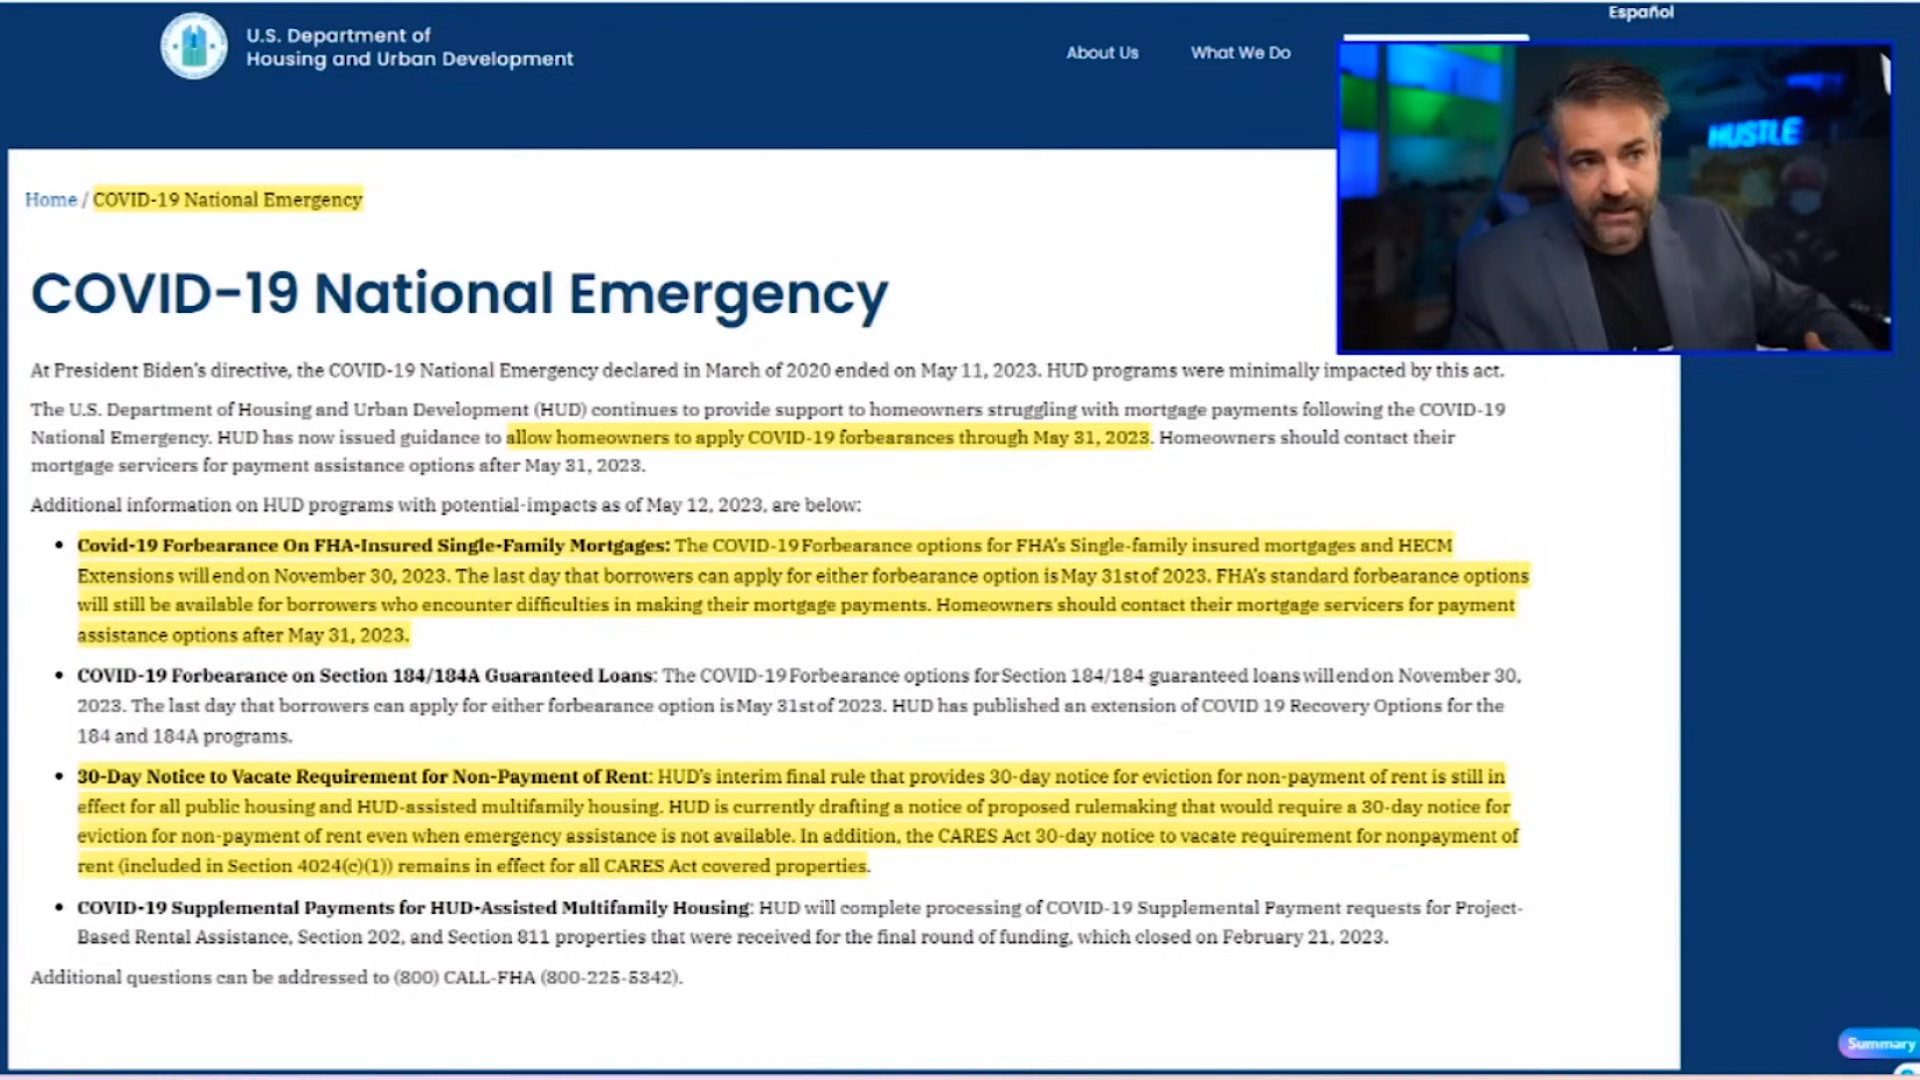 Español
U.S. Department of
Housing and Urban Development
About Us
What We Do
HUSTLE
Home / COVID-19 National Emergency
COVID-19 National Emergency
At President Biden's directive, the COVID-19 National Emergency declared in March of 2020 ended on May 11, 2023. HUD programs were minimally impacted by this act.
The U.S. Department of Housing and Urban Development (HUD) continues to provide support to homeowners struggling with mortgage payments following the COVID-19
National Emergency. HUD has now issued guidance to allow homeowners to apply COVID-19 forbearances through May 31, 2023. Homeowners should contact their
mortgage servicers for payment assistance options after May 31, 2023.
Additional information on HUD programs with potential-impacts as of May 12, 2023, are below:
• Covid-19 Forbearance On FHA-Insured Single-Family Mortgages: The COVID-19 Forbearance options for FHA's Single-family insured mortgages and HECM
Extensions will end on November 30, 2023. The last day that borrowers can apply for either forbearance option is May 31st of 2023. FHA's standard forbearance options
will still be available for borrowers who encounter difficulties in making their mortgage payments. Homeowners should contact their mortgage servicers for payment
assistance options after May 31, 2023.
• COVID-19 Forbearance on Section 184/184A Guaranteed Loans: The COVID-19 Forbearance options for Section 184/184 guaranteed loans will end on November 30,
2023. The last day that borrowers can apply for either forbearance option is May 31st of 2023. HUD has published an extension of COVID 19 Recovery Options for the
184 and 184A programs.
• 30-Day Notice to Vacate Requirement for Non-Payment of Rent: HUD's interim final rule that provides 30-day notice for eviction for non-payment of rent is still in
effect for all public housing and HUD-assisted multifamily housing. HUD is currently drafting a notice of proposed rulemaking that would require a 30-day notice for
eviction for non-payment of rent even when emergency assistance is not available. In addition, the CARES Act 30-day notice to vacate requirement for nonpayment of
rent (included in Section 4024(c)(1)) remains in effect for all CARES Act covered properties.
• COVID-19 Supplemental Payments for HUD-Assisted Multifamily Housing: HUD will complete processing of COVID-19 Supplemental Payment requests for Project-
Based Rental Assistance, Section 202, and Section 811 properties that were received for the final round of funding, which closed on February 21, 2023.
Additional questions can be addressed to (800) CALL-FHA (800-225-5342).
Summary